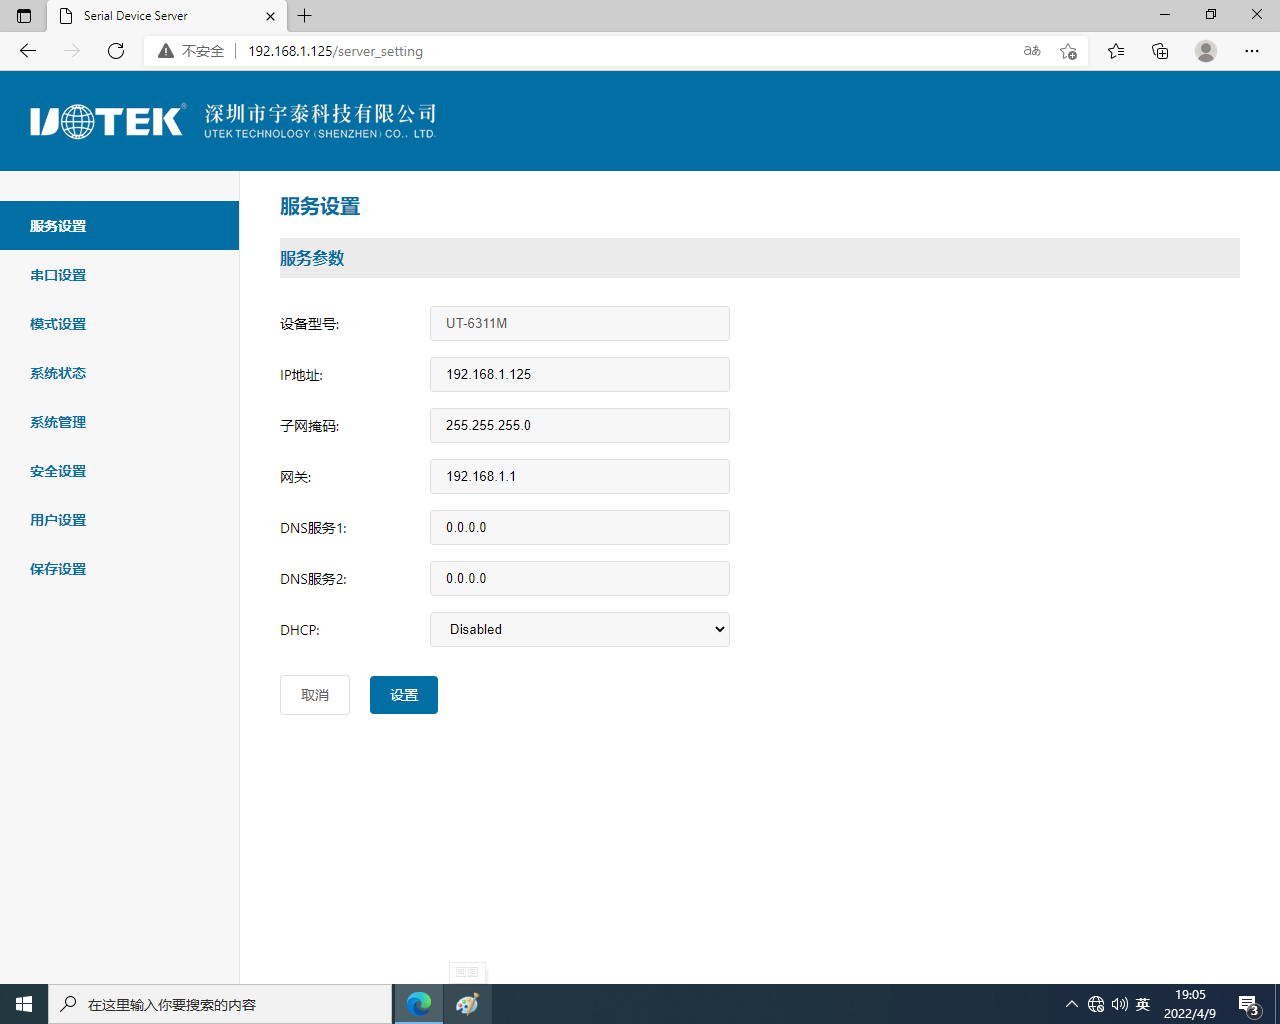 Serial Device Server
不安全 192.168.1.125/server_setting
aあ
UOTEK® 深圳市宇泰科技有限公司
UTEK TECHNOLOGY (SHENZHEN) CO., LTD.
服务设置
串口设置
模式设置
系统状态
系统管理
安全设置
用户设置
保存设置
服务设置
服务参数
设备型号: UT-6311M
IP地址: 192.168.1.125
子网掩码: 255.255.255.0
网关: 192.168.1.1
DNS服务1: 0.0.0.0
DNS服务2: 0.0.0.0
DHCP: Disabled
取消 设置
画图
在这里输入你要搜索的内容
英
19:05
2022/4/9
3